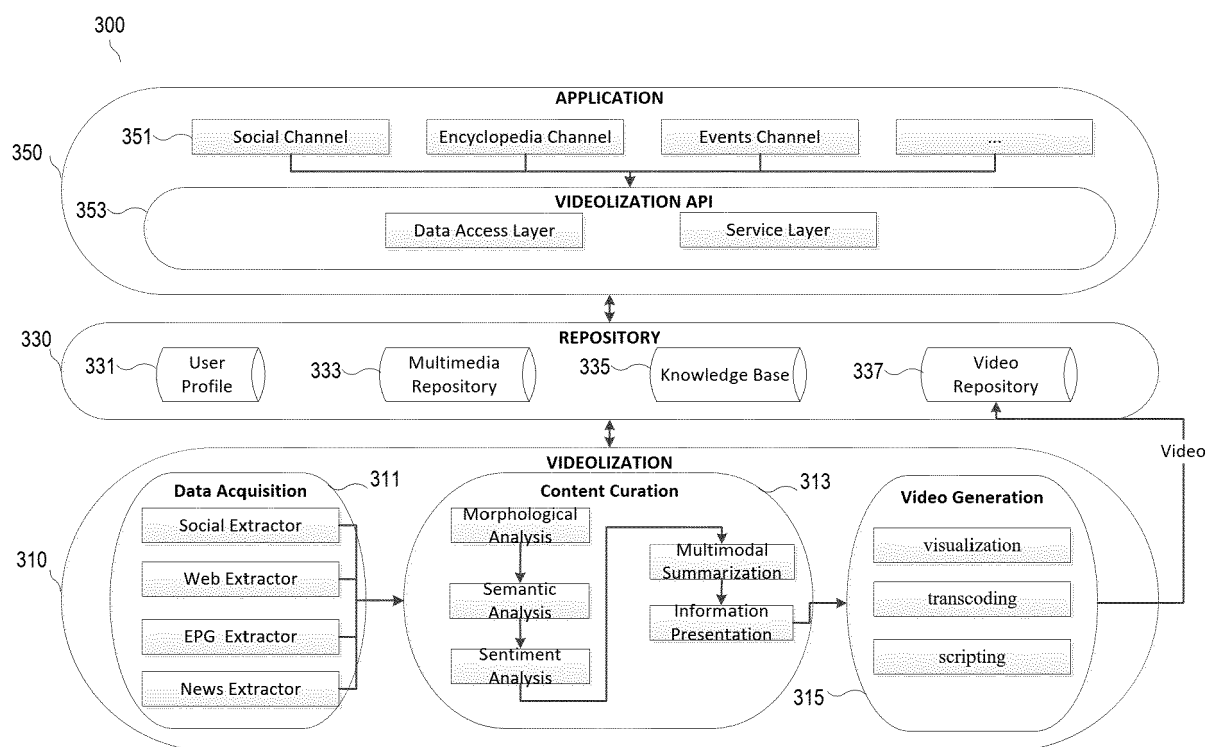 300
APPLICATION
351
Social Channel
Encyclopedia Channel
Events Channel
...
350
353
VIDEOLIZATION API
Data Access Layer
Service Layer
330
REPOSITORY
331
User
Profile
333
Multimedia
Repository
335
Knowledge Base
337
Video
Repository
Video
VIDEOLIZATION
310
Data Acquisition
311
Social Extractor
Web Extractor
EPG Extractor
News Extractor
Content Curation
313
Morphological
Analysis
Semantic
Analysis
Sentiment
Analysis
Multimodal
Summarization
Information
Presentation
Video Generation
visualization
transcoding
scripting
315